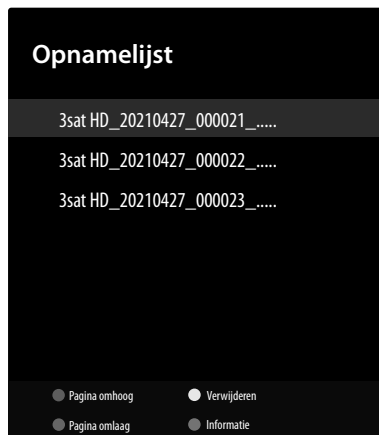 Opnamelijst
3sat HD_20210427_000021_.....
3sat HD_20210427_000022_.....
3sat HD_20210427_000023_.....
Pagina omhoog Verwijderen
Pagina omlaag Informatie